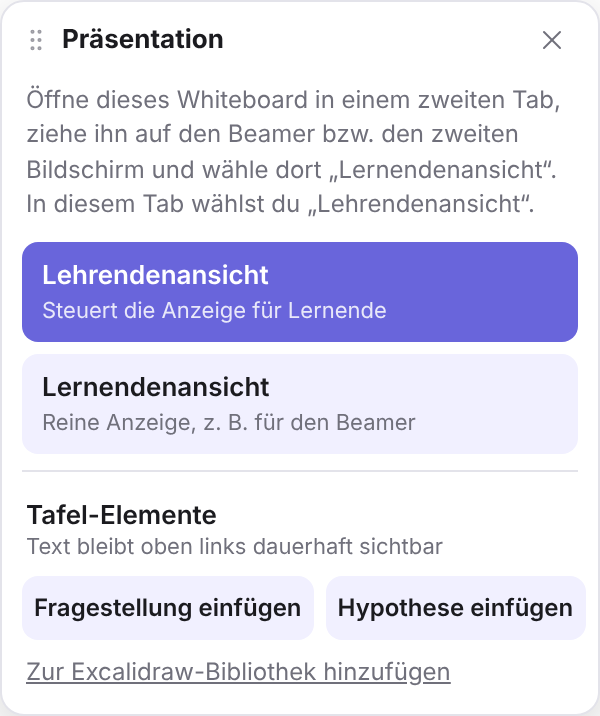 Präsentation
Öffne dieses Whiteboard in einem zweiten Tab,
ziehe ihn auf den Beamer bzw. den zweiten
Bildschirm und wähle dort „Lernendenansicht“.
In diesem Tab wählst du „Lehrendenansicht“.
Lehrendenansicht
Steuert die Anzeige für Lernende
Lernendenansicht
Reine Anzeige, z. B. für den Beamer
Tafel-Elemente
Text bleibt oben links dauerhaft sichtbar
Fragestellung einfügen
Hypothese einfügen
Zur Excalidraw-Bibliothek hinzufügen